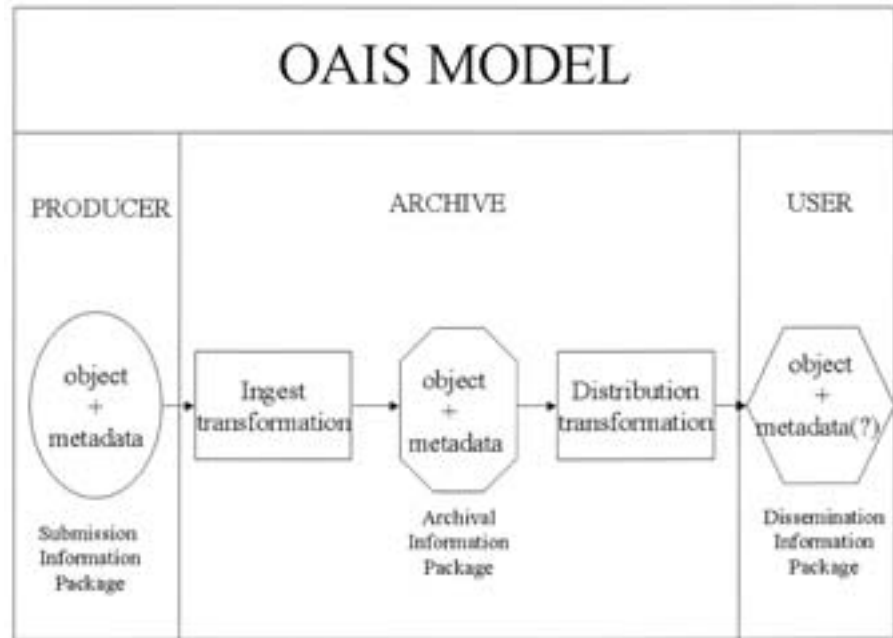 OAIS MODEL
PRODUCER
ARCHIVE
USER
object
+
metadata
Ingest
transformation
object
+
metadata
Distribution
transformation
object
+
metadata(?)
Submission
Information
Package
Archival
Information
Package
Dissemination
Information
Package